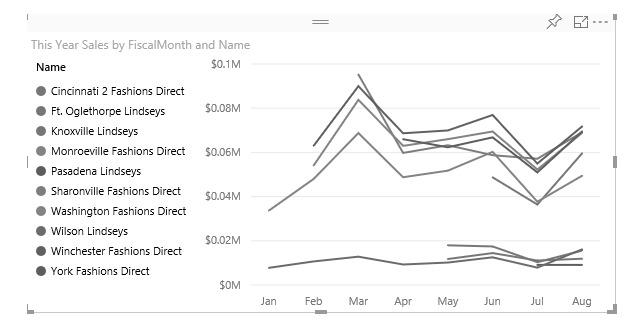 This Year Sales by FiscalMonth and Name
Name
Cincinnati 2 Fashions Direct
Ft. Oglethorpe Lindseys
Knoxville Lindseys
Monroeville Fashions Direct
Pasadena Lindseys
Sharonville Fashions Direct
Washington Fashions Direct
Wilson Lindseys
Winchester Fashions Direct
York Fashions Direct
$0.1M
$0.08M
$0.06M
$0.04M
$0.02M
$0M
Jan Feb Mar Apr May Jun Jul Aug